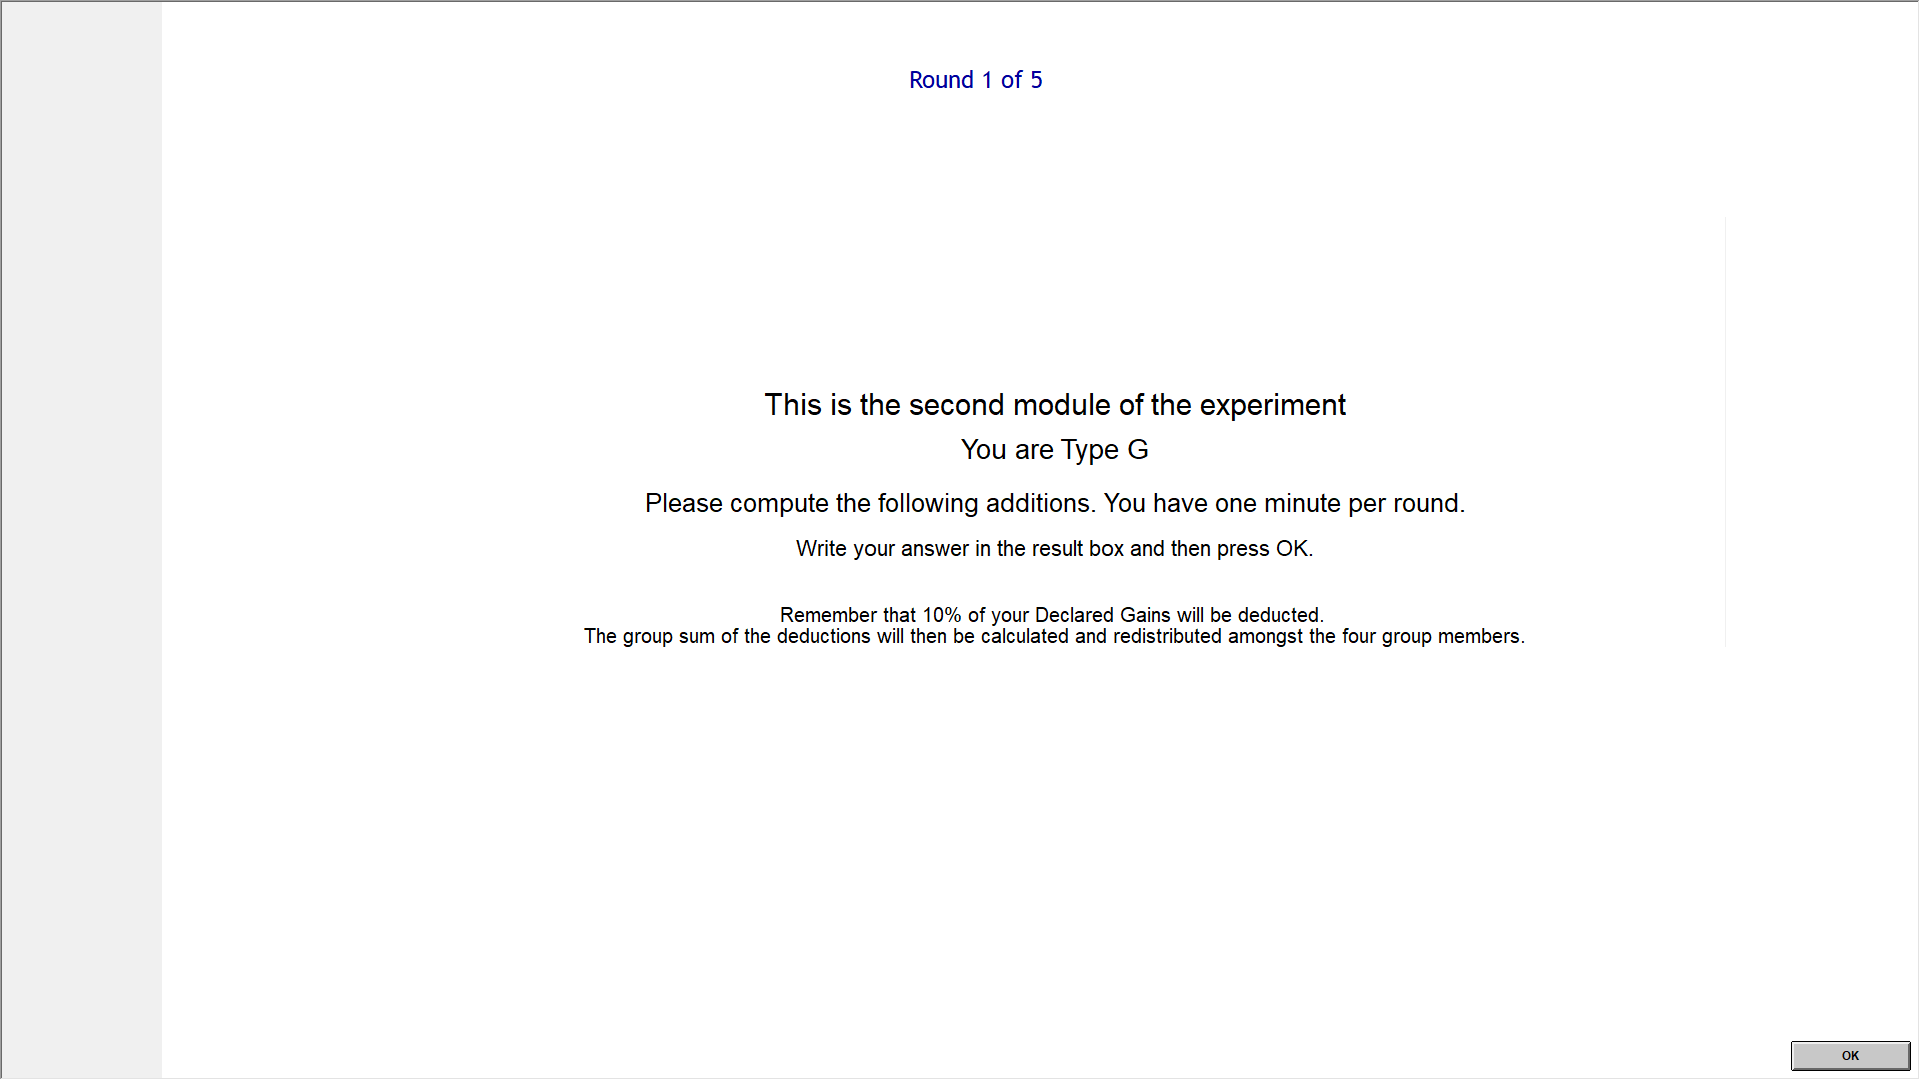 Round 1 of 5
This is the second module of the experiment
You are Type G
Please compute the following additions. You have one minute per round.
Write your answer in the result box and then press OK.
Remember that 10% of your Declared Gains will be deducted.
The group sum of the deductions will then be calculated and redistributed amongst the four group members.
OK